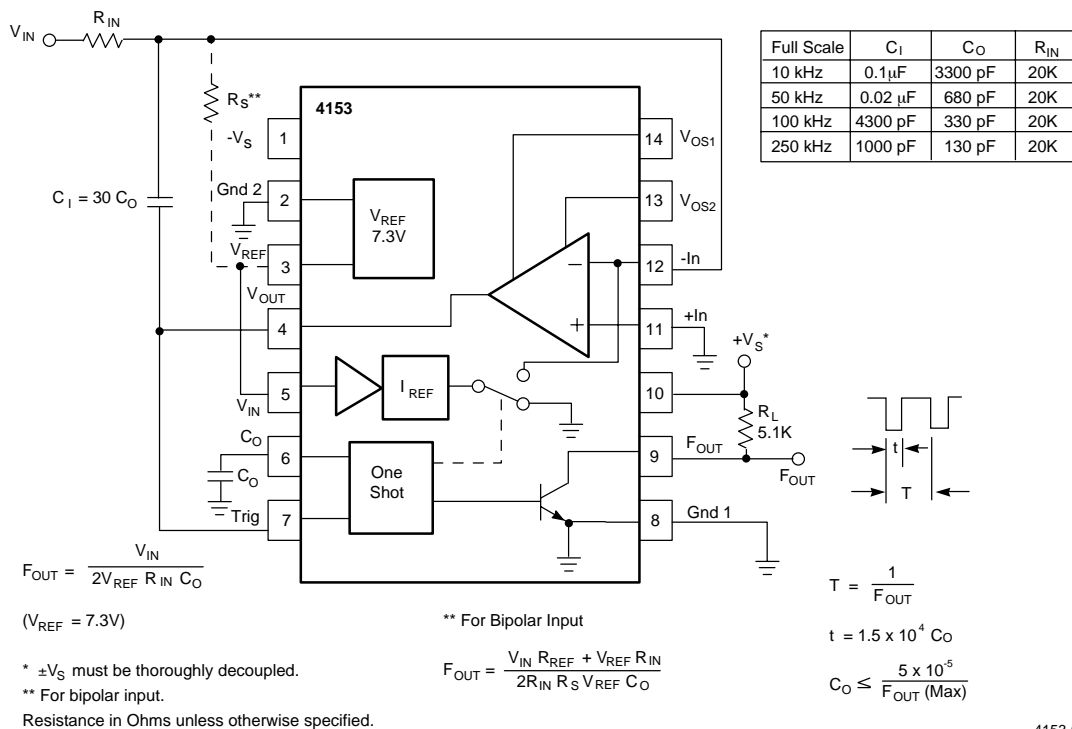 V_IN
R_IN
R_S**
C_I = 30 C_O
4153
-V_S
1
Gnd 2
2
V_REF
3
V_OUT
4
V_IN
5
C_O
6
C_O
Trig
7
V_REF
7.3V
I_REF
One
Shot
−
+
14
V_OS1
13
V_OS2
12
-In
11
+In
10
+V_S*
R_L
5.1K
9
F_OUT
F_OUT
8
Gnd 1
Full Scale C_I C_O R_IN
10 kHz 0.1µF 3300 pF 20K
50 kHz 0.02 µF 680 pF 20K
100 kHz 4300 pF 330 pF 20K
250 kHz 1000 pF 130 pF 20K
t
T
F_OUT = V_IN / 2V_REF R_IN C_O
(V_REF = 7.3V)
* ±V_S must be thoroughly decoupled.
** For bipolar input.
Resistance in Ohms unless otherwise specified.
** For Bipolar Input
F_OUT = V_IN R_REF + V_REF R_IN / 2R_IN R_S V_REF C_O
T = 1 / F_OUT
t = 1.5 x 10^4 C_O
C_O ≤ 5 x 10^-5 / F_OUT (Max)